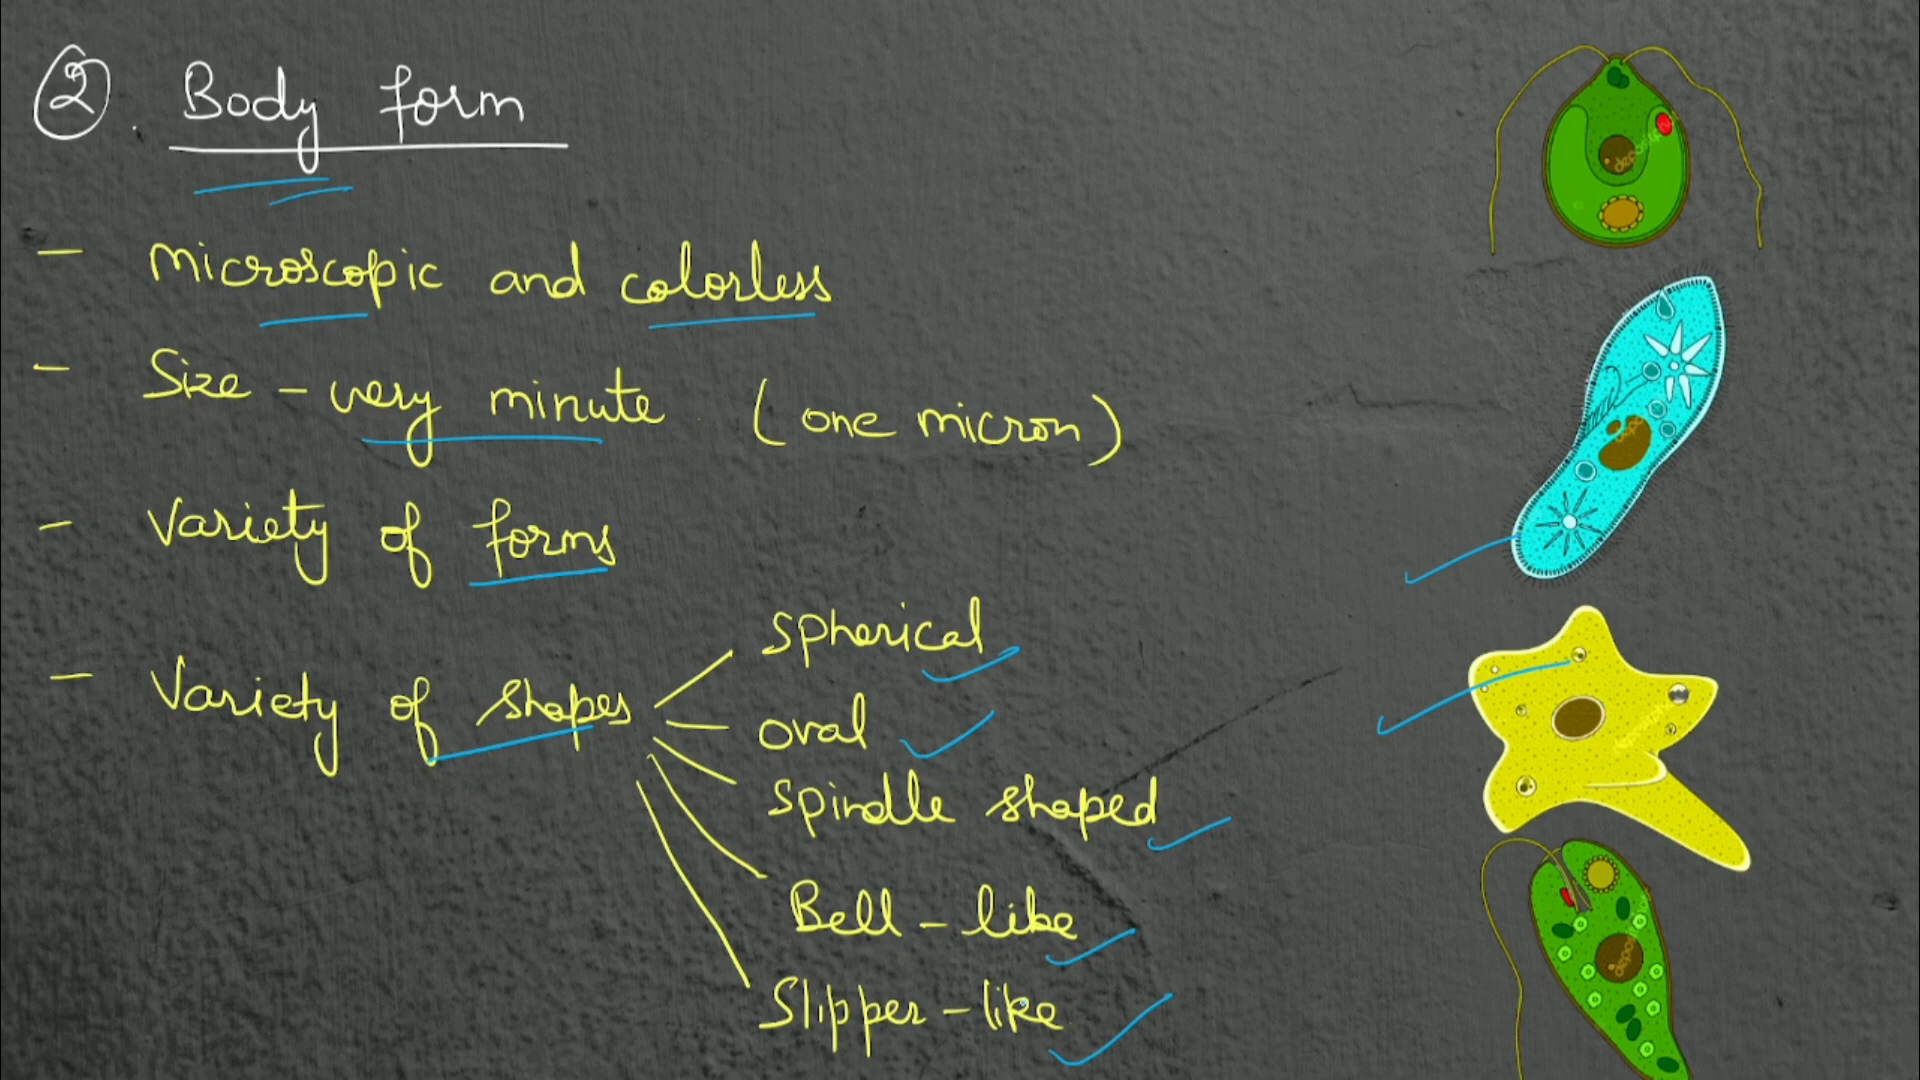 2. Body form
- microscopic and colorless
- Size - very minute (one micron)
- Variety of forms
- Variety of shapes
Spherical
oval
Spindle shaped
Bell - like
Slipper - like